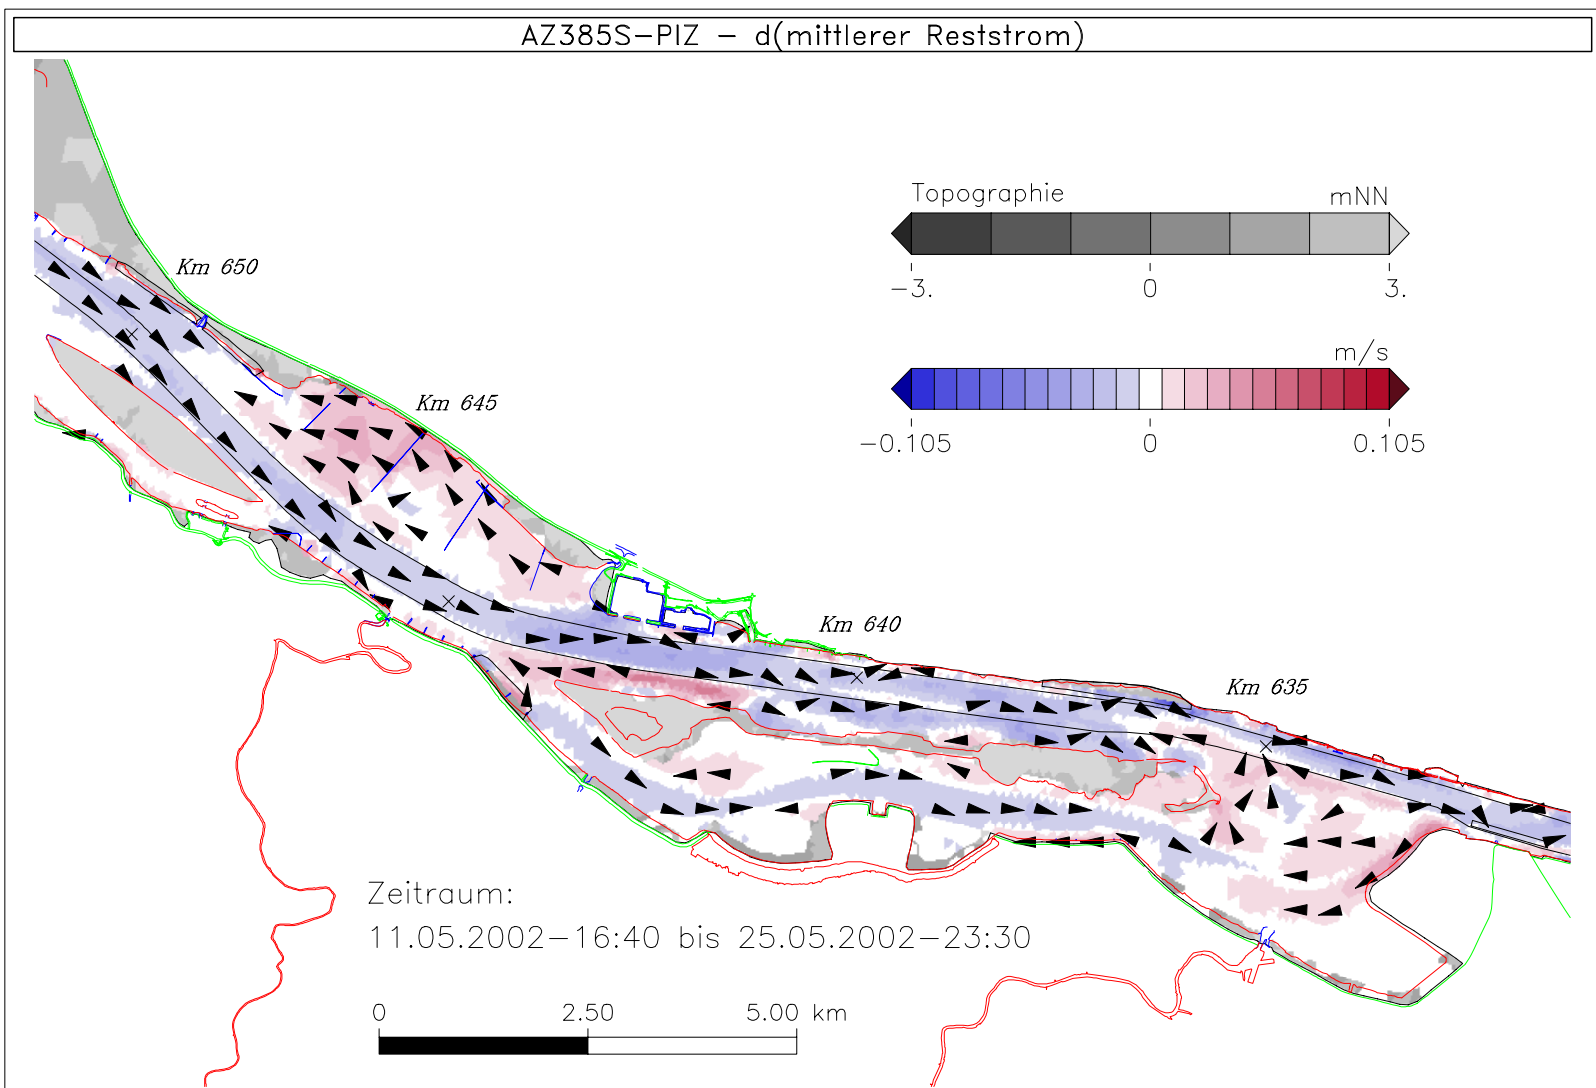 AZ385S-PIZ - d(mittlerer Reststrom)
Topographie mNN
-3. 0 3.
m/s
-0.105 0 0.105
Km 650
Km 645
Km 640
Km 635
Zeitraum:
11.05.2002-16:40 bis 25.05.2002-23:30
0 2.50 5.00 km